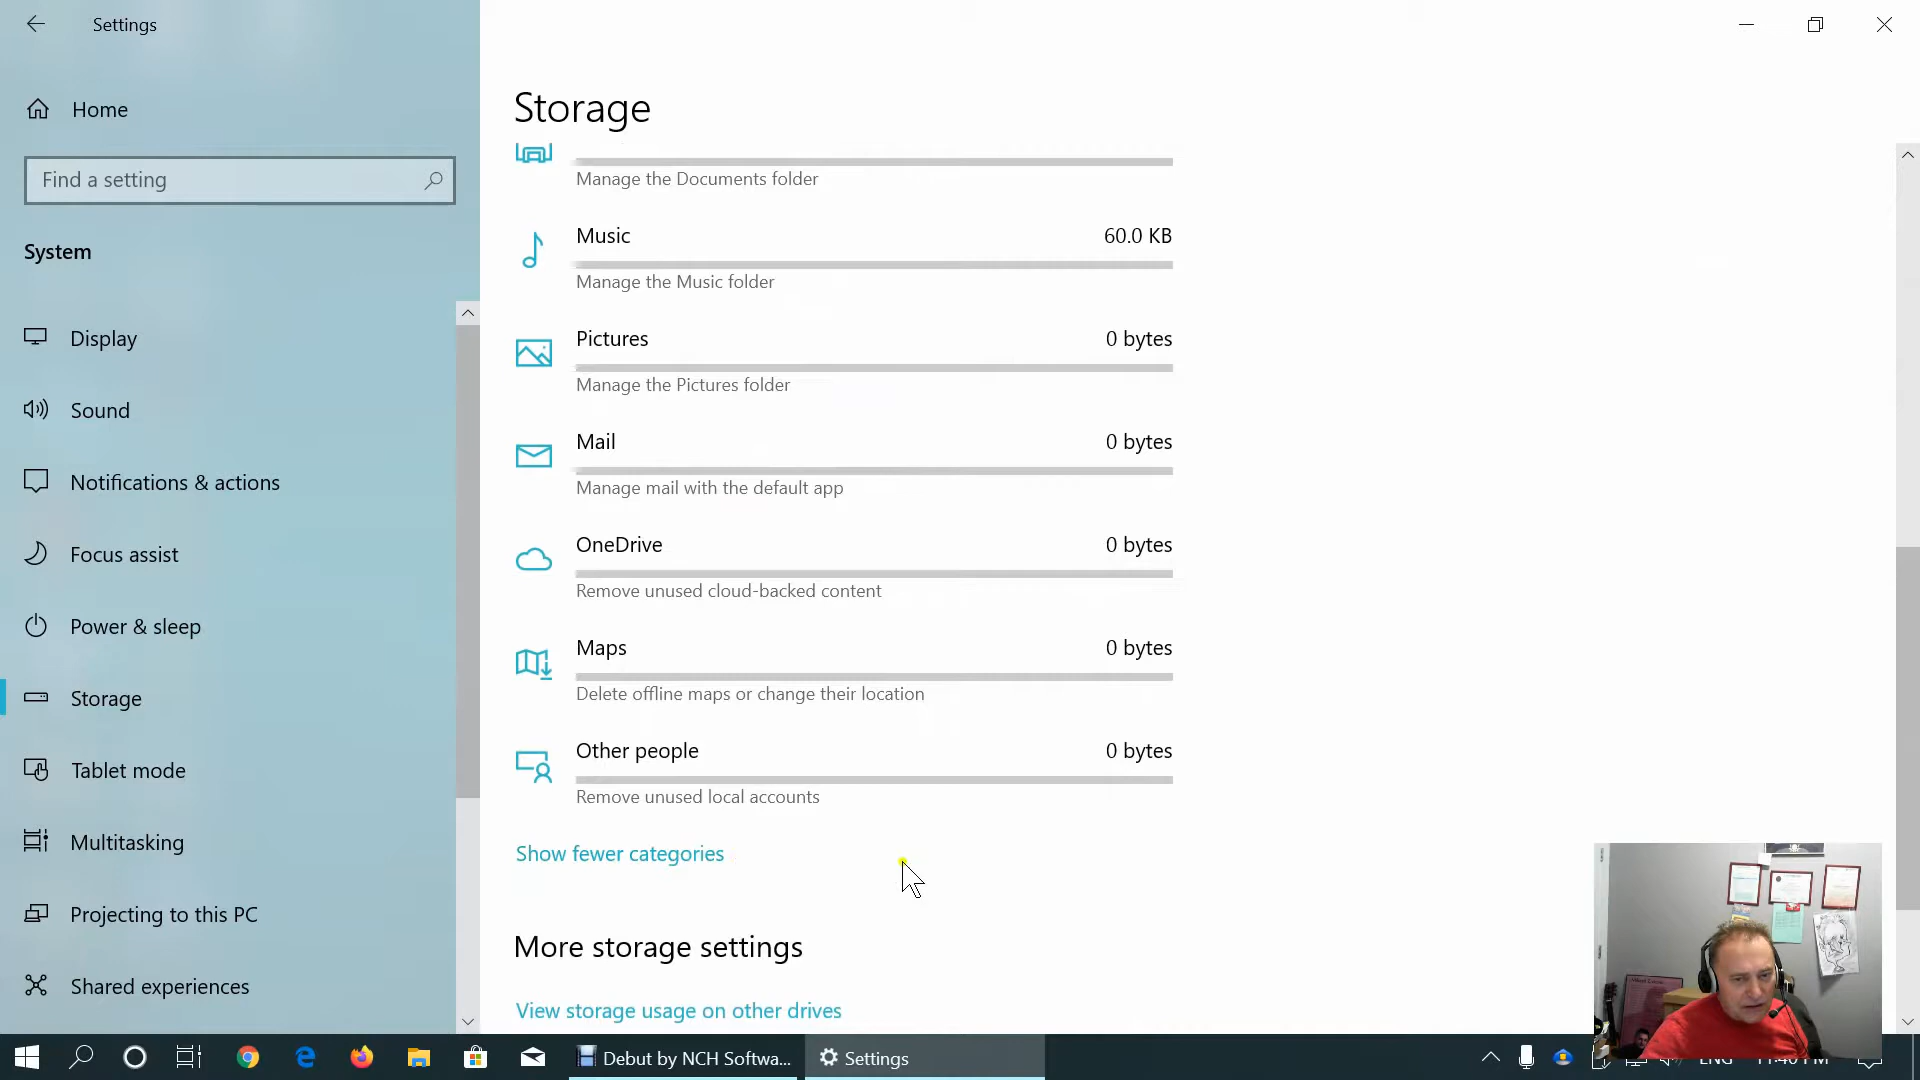 Settings
Home
Find a setting
System
Display
Sound
Notifications & actions
Focus assist
Power & sleep
Storage
Tablet mode
Multitasking
Projecting to this PC
Shared experiences
Storage
Manage the Documents folder
Music 60.0 KB
Manage the Music folder
Pictures 0 bytes
Manage the Pictures folder
Mail 0 bytes
Manage mail with the default app
OneDrive 0 bytes
Remove unused cloud-backed content
Maps 0 bytes
Delete offline maps or change their location
Other people 0 bytes
Remove unused local accounts
Show fewer categories
More storage settings
View storage usage on other drives
Debut by NCH Softwa...
Settings